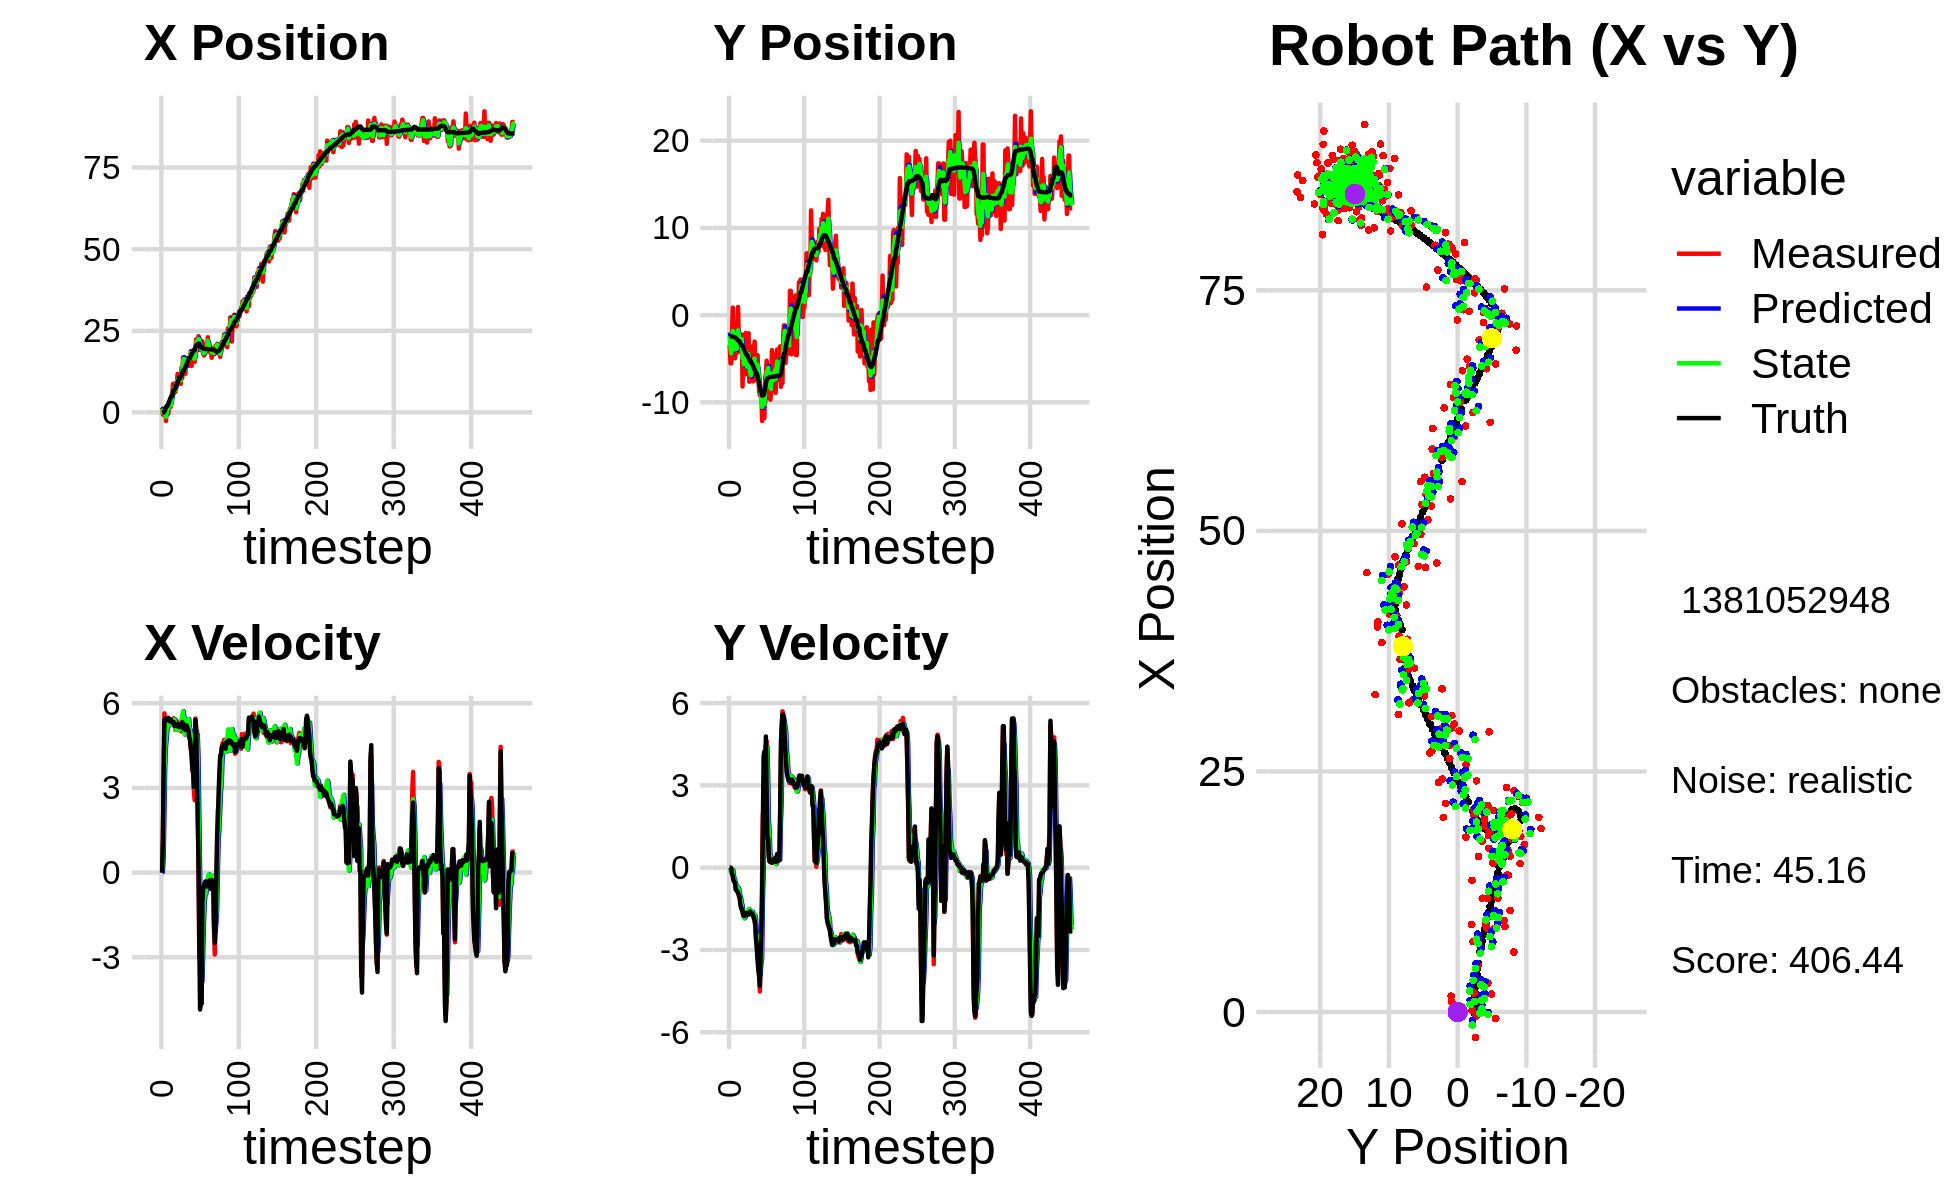 X Position
75
50
25
0
0
100
200
300
400
timestep
Y Position
20
10
0
-10
0
100
200
300
400
timestep
X Velocity
6
3
0
-3
0
100
200
300
400
timestep
Y Velocity
6
3
0
-3
-6
0
100
200
300
400
timestep
Robot Path (X vs Y)
X Position
75
50
25
0
20 10 0 -10 -20
Y Position
variable
Measured
Predicted
State
Truth
1381052948
Obstacles: none
Noise: realistic
Time: 45.16
Score: 406.44